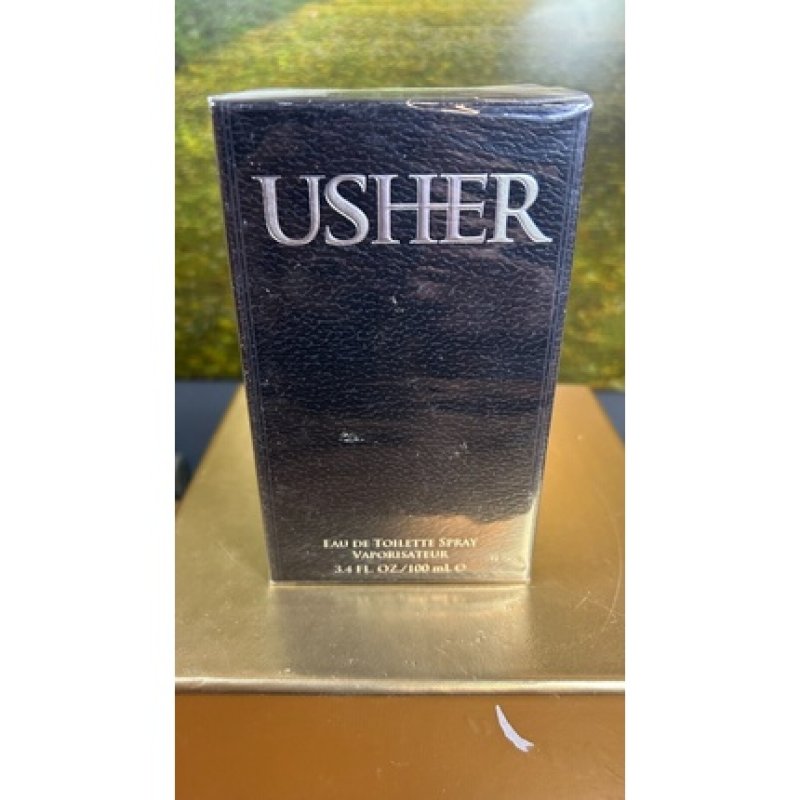 USHER
EAU DE TOILETTE SPRAY
VAPORISATEUR
3.4 FL. OZ./100 mL ℮